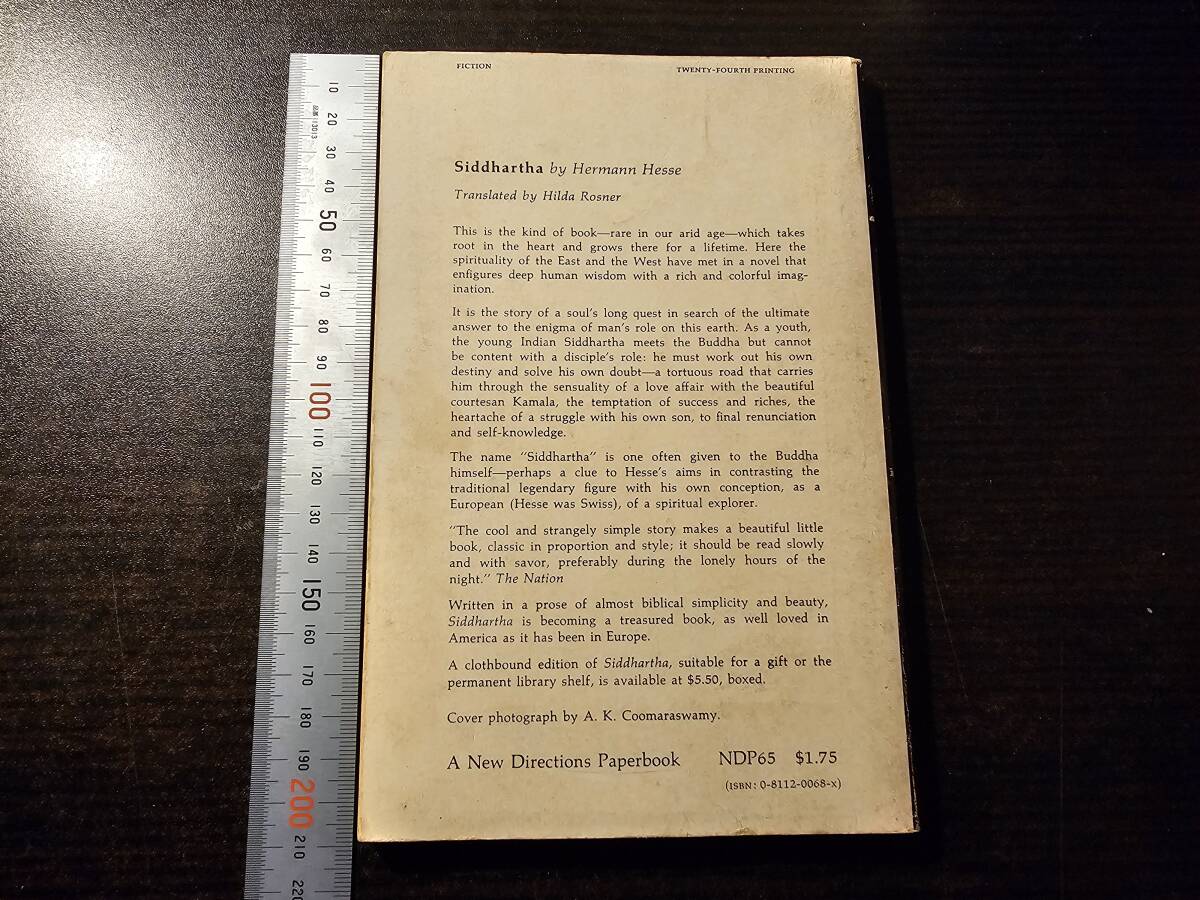 FICTION
TWENTY-FOURTH PRINTING
Siddhartha by Hermann Hesse
Translated by Hilda Rosner
This is the kind of book—rare in our arid age—which takes
root in the heart and grows there for a lifetime. Here the
spirituality of the East and the West have met in a novel that
enfigures deep human wisdom with a rich and colorful imag-
ination.
It is the story of a soul's long quest in search of the ultimate
answer to the enigma of man's role on this earth. As a youth,
the young Indian Siddhartha meets the Buddha but cannot
be content with a disciple's role: he must work out his own
destiny and solve his own doubt—a tortuous road that carries
him through the sensuality of a love affair with the beautiful
courtesan Kamala, the temptation of success and riches, the
heartache of a struggle with his own son, to final renunciation
and self-knowledge.
The name "Siddhartha" is one often given to the Buddha
himself—perhaps a clue to Hesse's aims in contrasting the
traditional legendary figure with his own conception, as a
European (Hesse was Swiss), of a spiritual explorer.
"The cool and strangely simple story makes a beautiful little
book, classic in proportion and style; it should be read slowly
and with savor, preferably during the lonely hours of the
night." The Nation
Written in a prose of almost biblical simplicity and beauty,
Siddhartha is becoming a treasured book, as well loved in
America as it has been in Europe.
A clothbound edition of Siddhartha, suitable for a gift or the
permanent library shelf, is available at $5.50, boxed.
Cover photograph by A. K. Coomaraswamy.
A New Directions Paperbook NDP65 $1.75
(ISBN: 0-8112-0068-X)
10
20
30
40
50
60
70
80
90
100
110
120
130
140
150
160
170
180
190
200
210
220